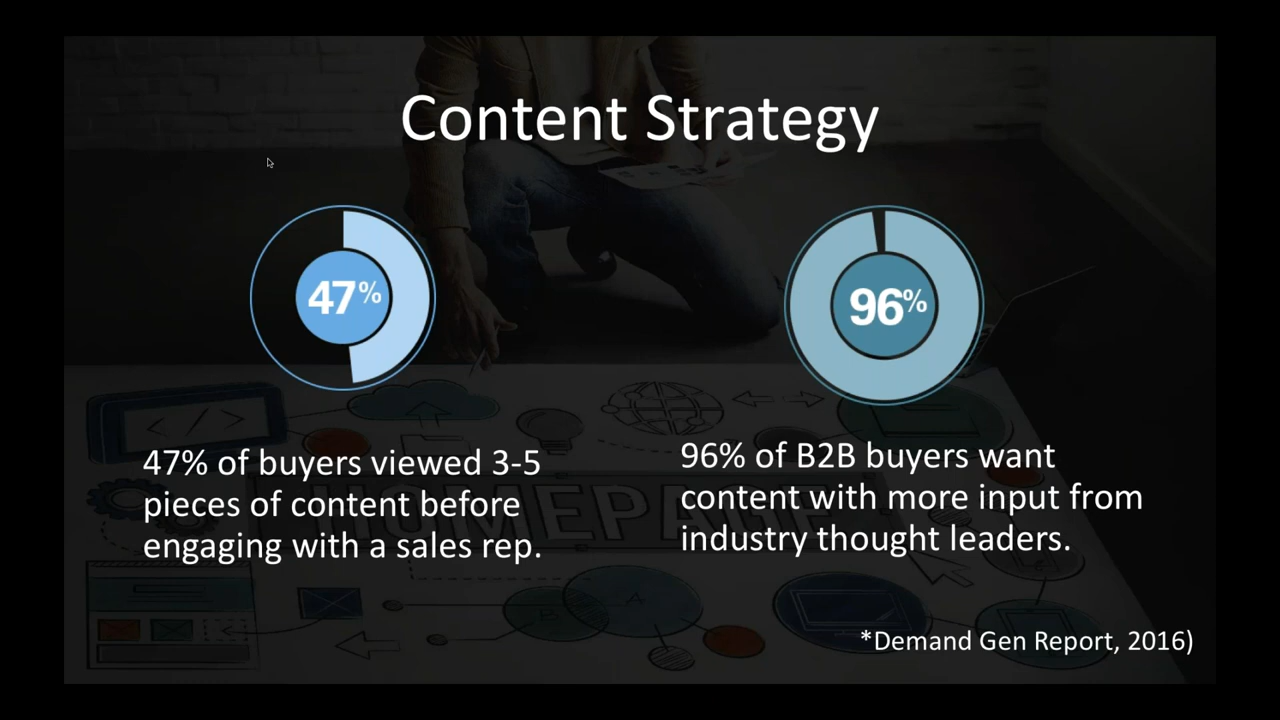 Content Strategy
47%
96%
47% of buyers viewed 3-5
pieces of content before
engaging with a sales rep.
96% of B2B buyers want
content with more input from
industry thought leaders.
HOMEPAGE
</>
B
A
*Demand Gen Report, 2016)